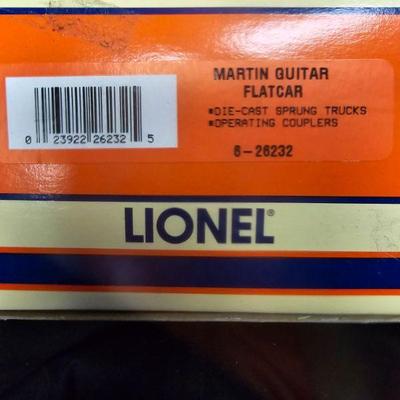 MARTIN GUITAR
FLATCAR
*DIE-CAST SPRUNG TRUCKS
*OPERATING COUPLERS
0 23922 26232 5
6-26232
LIONEL®